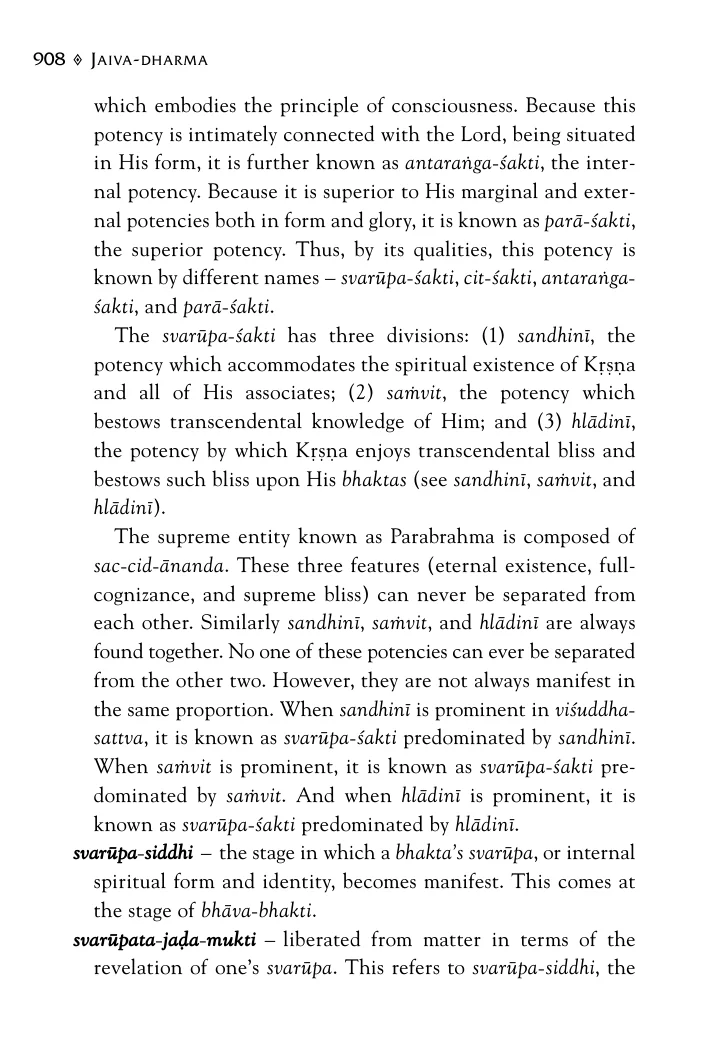 908 ◈ JAIVA-DHARMA
which embodies the principle of consciousness. Because this
potency is intimately connected with the Lord, being situated
in His form, it is further known as antaraṅga-śakti, the inter-
nal potency. Because it is superior to His marginal and exter-
nal potencies both in form and glory, it is known as parā-śakti,
the superior potency. Thus, by its qualities, this potency is
known by different names – svarūpa-śakti, cit-śakti, antaraṅga-
śakti, and parā-śakti.
The svarūpa-śakti has three divisions: (1) sandhinī, the
potency which accommodates the spiritual existence of Kṛṣṇa
and all of His associates; (2) saṁvit, the potency which
bestows transcendental knowledge of Him; and (3) hlādinī,
the potency by which Kṛṣṇa enjoys transcendental bliss and
bestows such bliss upon His bhaktas (see sandhinī, saṁvit, and
hlādinī).
The supreme entity known as Parabrahma is composed of
sac-cid-ānanda. These three features (eternal existence, full-
cognizance, and supreme bliss) can never be separated from
each other. Similarly sandhinī, saṁvit, and hlādinī are always
found together. No one of these potencies can ever be separated
from the other two. However, they are not always manifest in
the same proportion. When sandhinī is prominent in viśuddha-
sattva, it is known as svarūpa-śakti predominated by sandhinī.
When saṁvit is prominent, it is known as svarūpa-śakti pre-
dominated by saṁvit. And when hlādinī is prominent, it is
known as svarūpa-śakti predominated by hlādinī.
svarūpa-siddhi – the stage in which a bhakta's svarūpa, or internal
spiritual form and identity, becomes manifest. This comes at
the stage of bhāva-bhakti.
svarūpata-jaḍa-mukti – liberated from matter in terms of the
revelation of one's svarūpa. This refers to svarūpa-siddhi, the